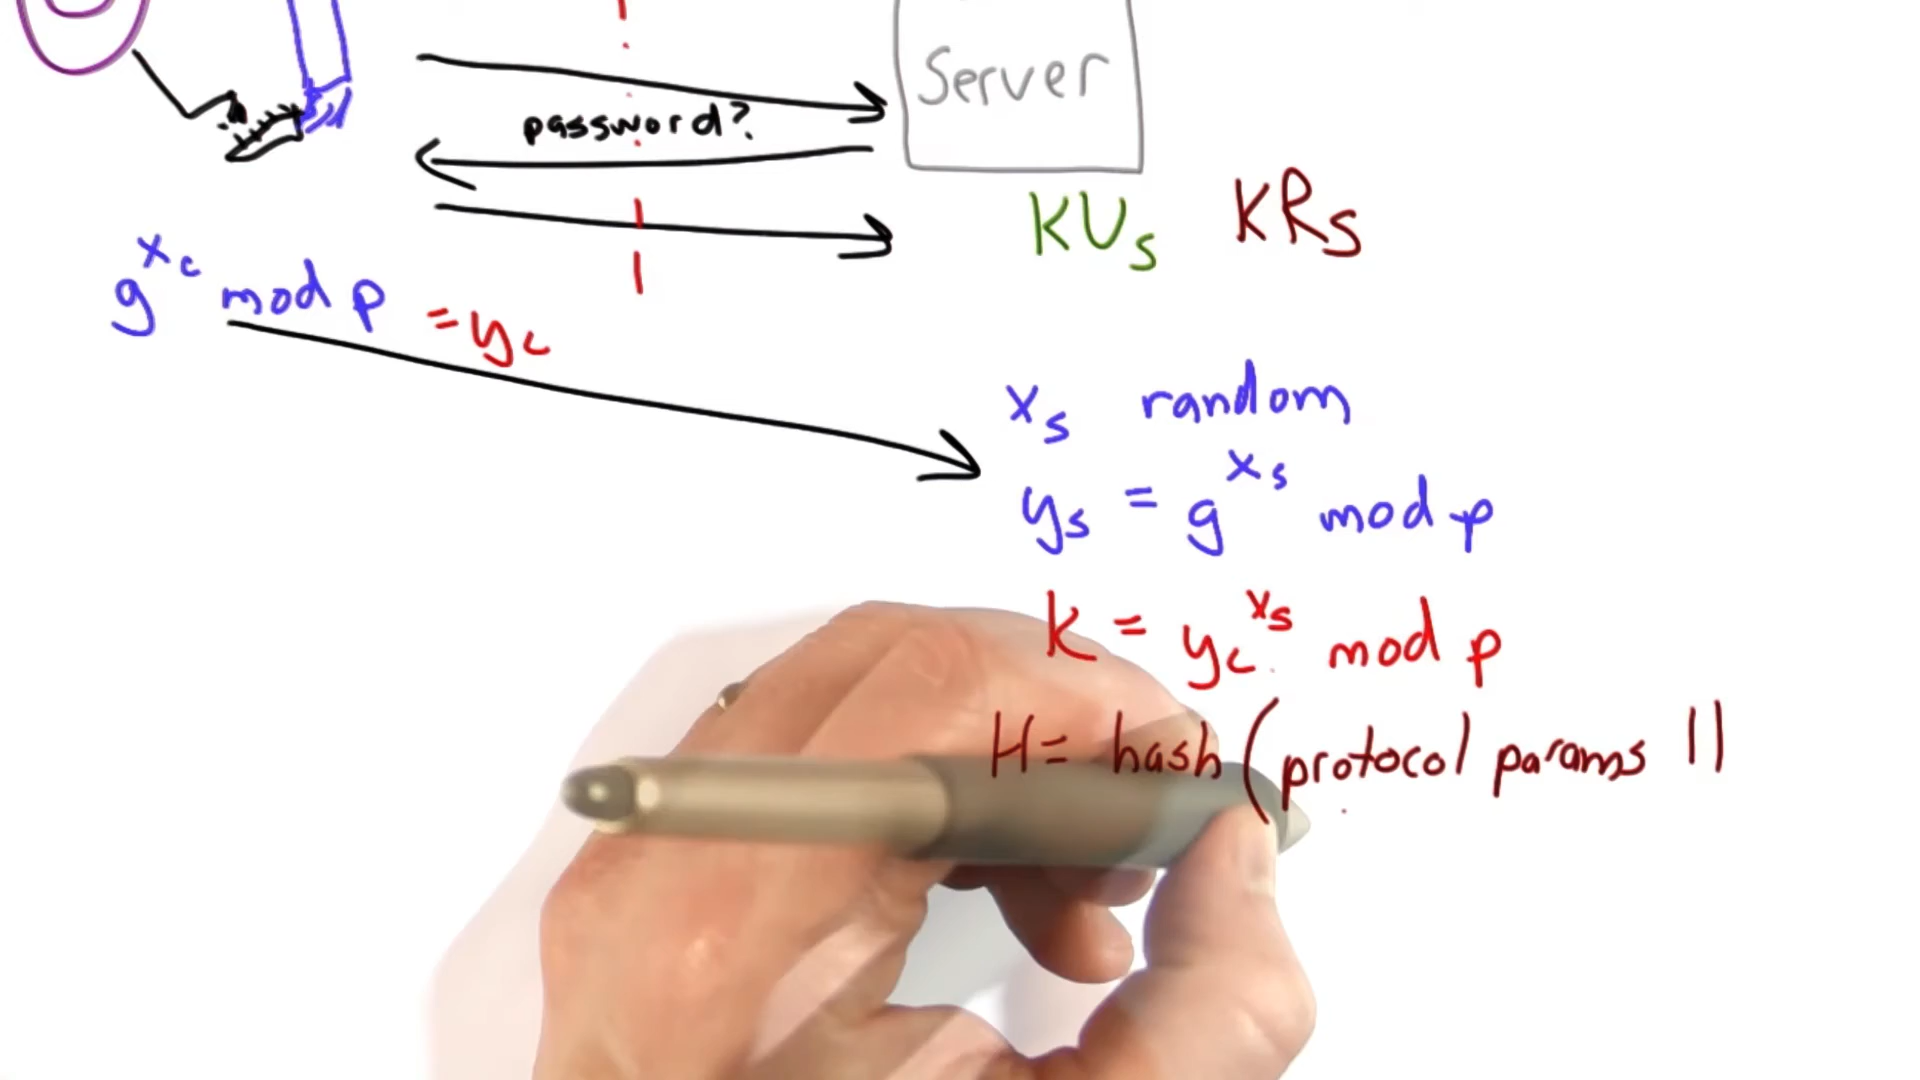 Server
password?
KUs KRs
g^xc mod p = yc
xs random
ys = g^xs mod p
K = yc^xs mod p
H = hash(protocol params ||